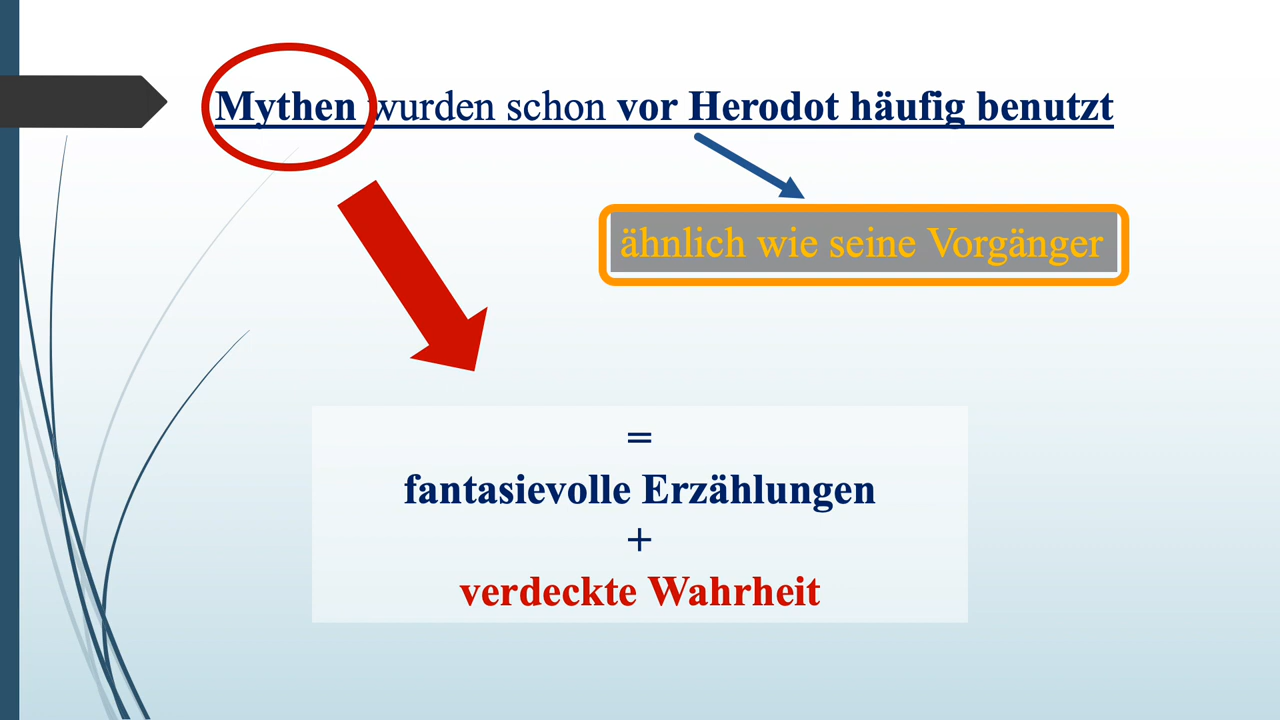 Mythen wurden schon vor Herodot häufig benutzt
ähnlich wie seine Vorgänger
=
fantasievolle Erzählungen
+
verdeckte Wahrheit